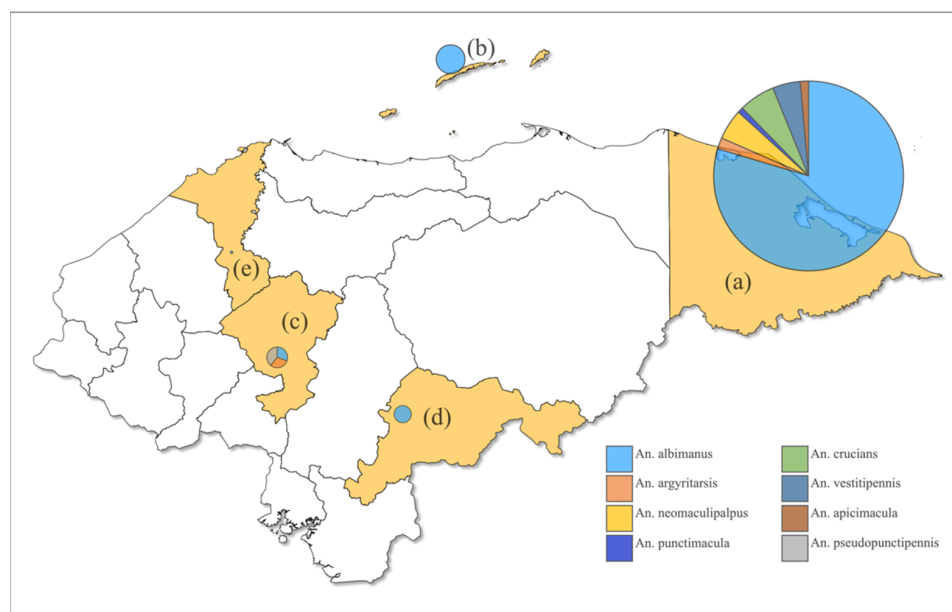 (b)
(a)
(e)
(c)
(d)
An. albimanus
An. argyritarsis
An. neomaculipalpus
An. punctimacula
An. crucians
An. vestitipennis
An. apicimacula
An. pseudopunctipennis